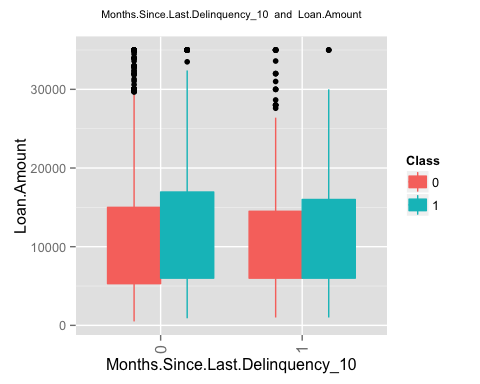 Months.Since.Last.Delinquency_10 and Loan.Amount
Loan.Amount
30000
20000
10000
0
0
1
Months.Since.Last.Delinquency_10
Class
0
1